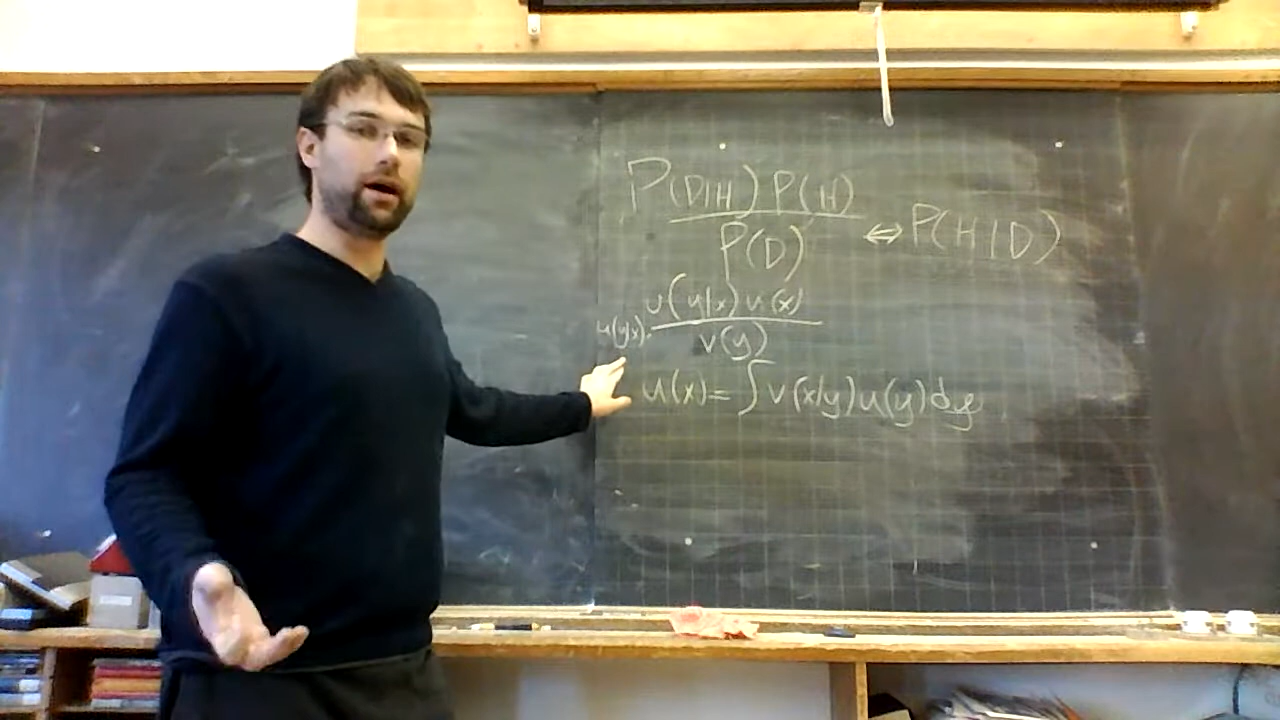 P(D|H) P(H)
P(D)
⇔ P(H|D)
u(y|x) u(x)
u(y|x).
v(y)
u(x) = ∫ v(x|y) u(y) dy